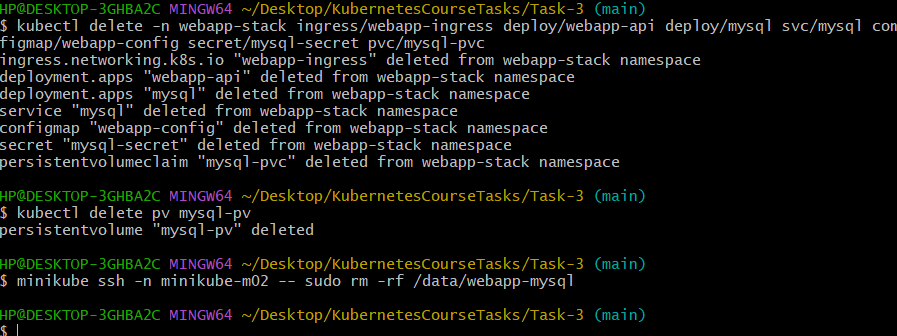 HP@DESKTOP-3GHBA2C MINGW64 ~/Desktop/KubernetesCourseTasks/Task-3 (main)
$ kubectl delete -n webapp-stack ingress/webapp-ingress deploy/webapp-api deploy/mysql svc/mysql con
figmap/webapp-config secret/mysql-secret pvc/mysql-pvc
ingress.networking.k8s.io "webapp-ingress" deleted from webapp-stack namespace
deployment.apps "webapp-api" deleted from webapp-stack namespace
deployment.apps "mysql" deleted from webapp-stack namespace
service "mysql" deleted from webapp-stack namespace
configmap "webapp-config" deleted from webapp-stack namespace
secret "mysql-secret" deleted from webapp-stack namespace
persistentvolumeclaim "mysql-pvc" deleted from webapp-stack namespace
HP@DESKTOP-3GHBA2C MINGW64 ~/Desktop/KubernetesCourseTasks/Task-3 (main)
$ kubectl delete pv mysql-pv
persistentvolume "mysql-pv" deleted
HP@DESKTOP-3GHBA2C MINGW64 ~/Desktop/KubernetesCourseTasks/Task-3 (main)
$ minikube ssh -n minikube-m02 -- sudo rm -rf /data/webapp-mysql
HP@DESKTOP-3GHBA2C MINGW64 ~/Desktop/KubernetesCourseTasks/Task-3 (main)
$